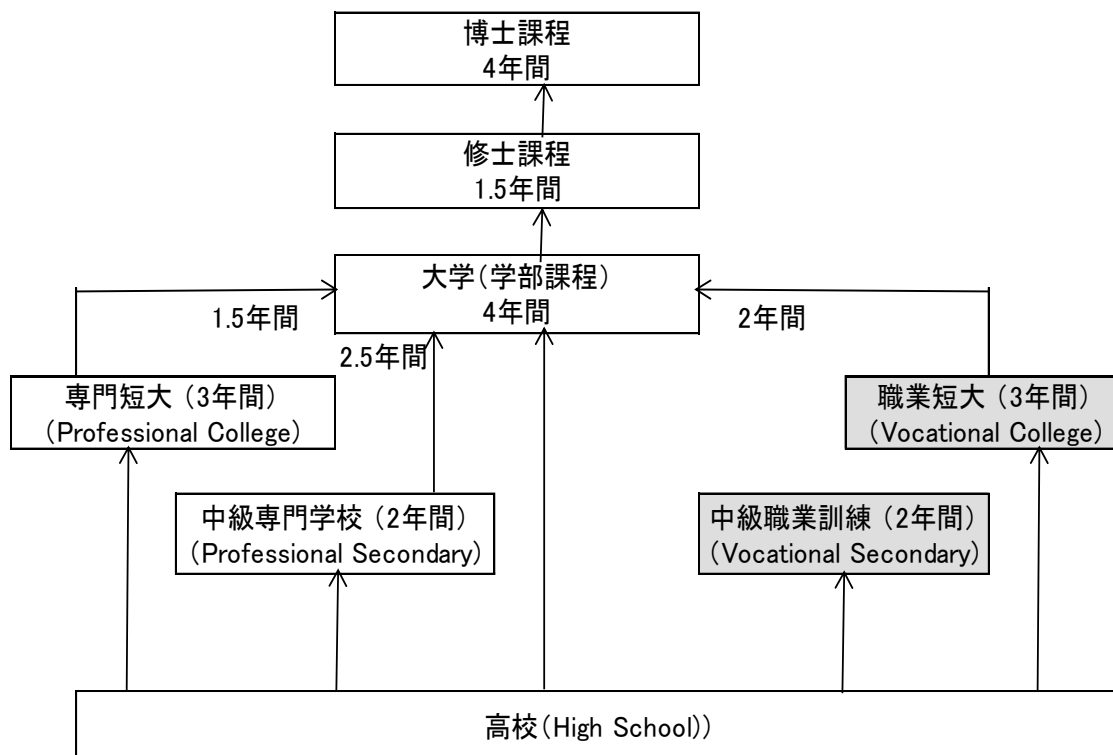 博士課程
4年間
修士課程
1.5年間
大学(学部課程)
4年間
1.5年間
2年間
2.5年間
専門短大(3年間)
(Professional College)
職業短大(3年間)
(Vocational College)
中級専門学校(2年間)
(Professional Secondary)
中級職業訓練(2年間)
(Vocational Secondary)
高校(High School))